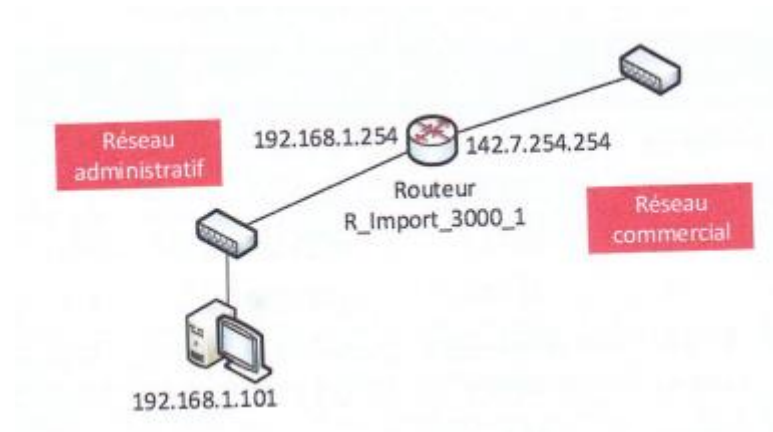 Réseau
administratif
192.168.1.254
142.7.254.254
Routeur
R_Import_3000_1
Réseau
commercial
192.168.1.101